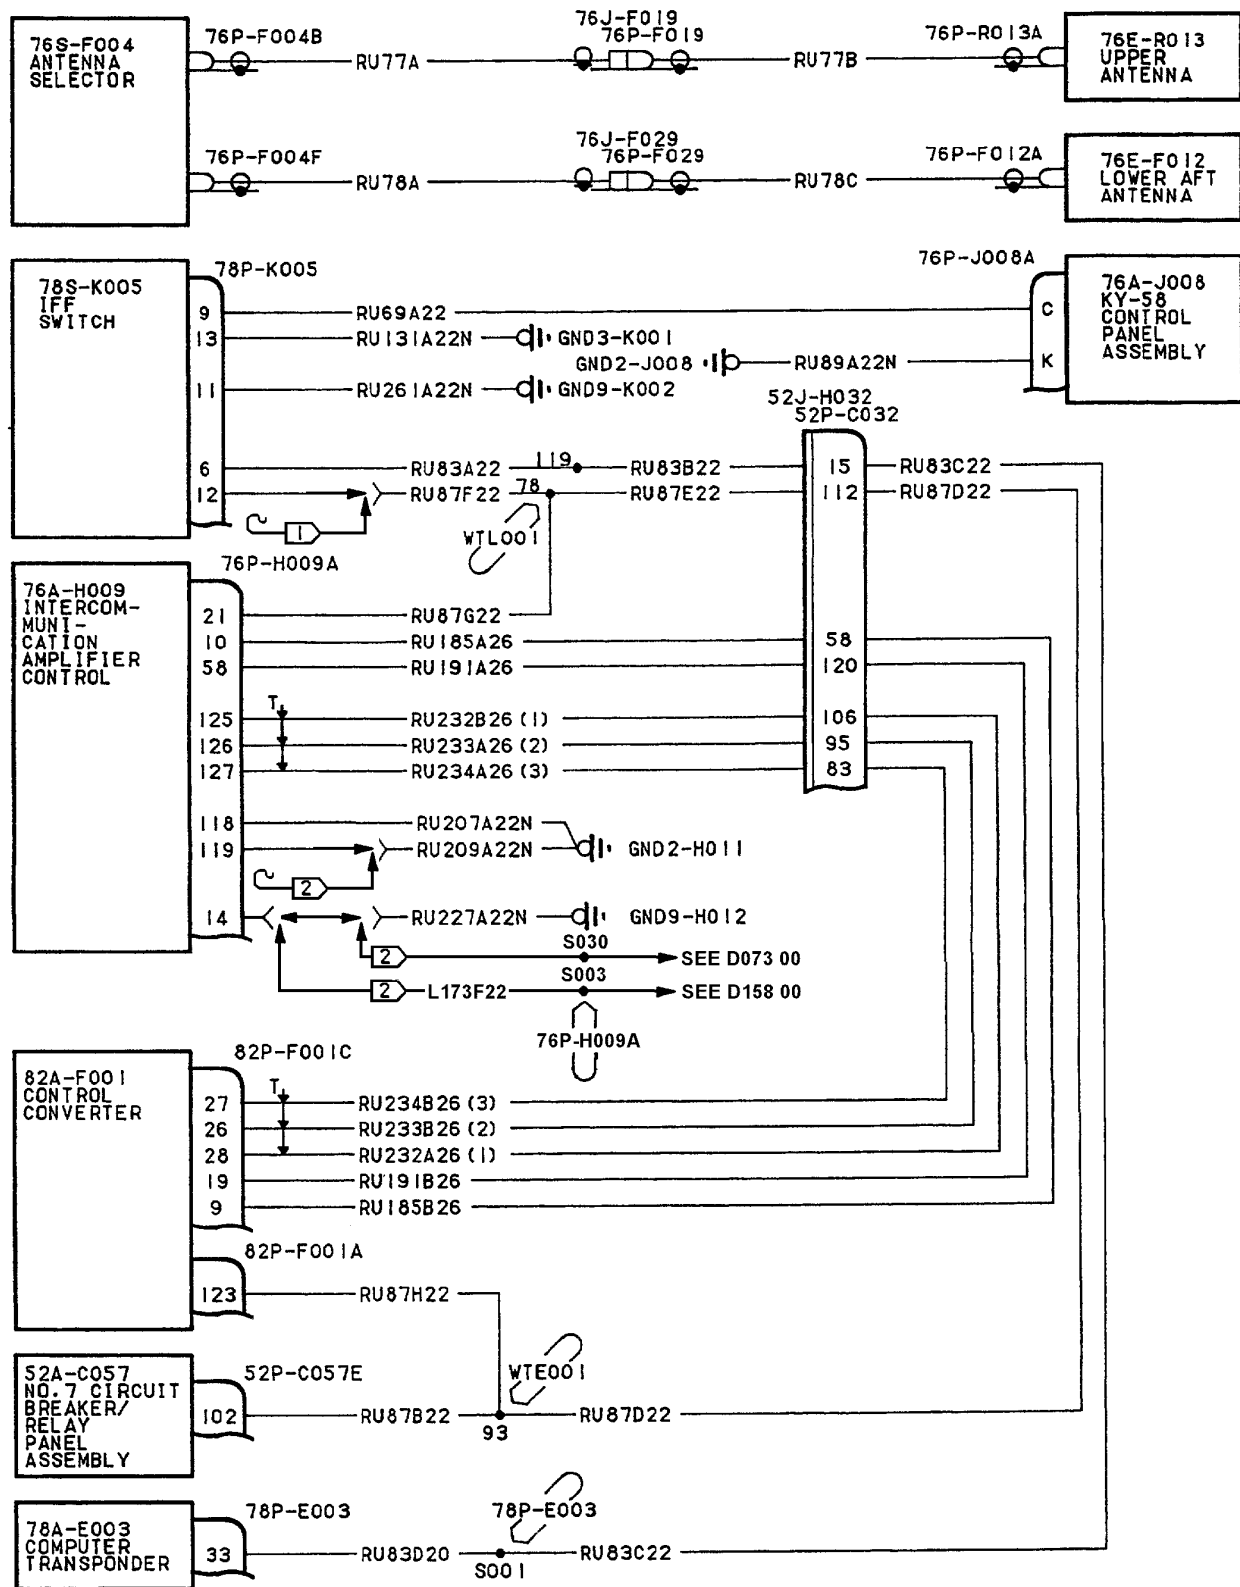 76S-F004
ANTENNA
SELECTOR
76P-F004B
RU77A
76J-F019
76P-F019
RU77B
76P-R013A
76E-R013
UPPER
ANTENNA
76P-F004F
RU78A
76J-F029
76P-F029
RU78C
76P-F012A
76E-F012
LOWER AFT
ANTENNA
78S-K005
IFF
SWITCH
78P-K005
9 RU69A22
13 RU131A22N GND3-K001
11 RU261A22N GND9-K002
6 RU83A22 119 RU83B22
12 RU87F22 78 RU87E22
1
WTL001
76P-J008A
76A-J008
KY-58
CONTROL
PANEL
ASSEMBLY
C
GND2-J008 RU89A22N K
52J-H032
52P-C032
15 RU83C22
112 RU87D22
58
120
106
95
83
76A-H009
INTERCOM-
MUNI-
CATION
AMPLIFIER
CONTROL
76P-H009A
21 RU87G22
10 RU185A26
58 RU191A26
T
125 RU232B26 (1)
126 RU233A26 (2)
127 RU234A26 (3)
118 RU207A22N
119 RU209A22N GND2-H011
2
14 RU227A22N GND9-H012
2 S030 SEE D073 00
2 L173F22 S003 SEE D158 00
76P-H009A
82A-F001
CONTROL
CONVERTER
82P-F001C
T
27 RU234B26 (3)
26 RU233B26 (2)
28 RU232A26 (1)
19 RU191B26
9 RU185B26
82P-F001A
123 RU87H22
52A-C057
NO. 7 CIRCUIT
BREAKER/
RELAY
PANEL
ASSEMBLY
52P-C057E
WTE001
102 RU87B22 93 RU87D22
78A-E003
COMPUTER
TRANSPONDER
78P-E003
78P-E003
33 RU83D20 S001 RU83C22